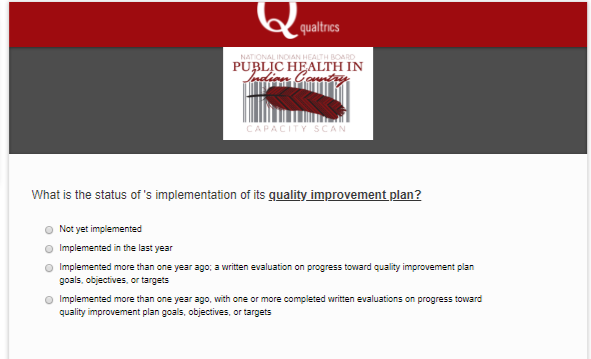 qualtrics
NATIONAL INDIAN HEALTH BOARD
PUBLIC HEALTH IN
Indian Country
CAPACITY SCAN
What is the status of 's implementation of its quality improvement plan?
Not yet implemented
Implemented in the last year
Implemented more than one year ago; a written evaluation on progress toward quality improvement plan
goals, objectives, or targets
Implemented more than one year ago, with one or more completed written evaluations on progress toward
quality improvement plan goals, objectives, or targets